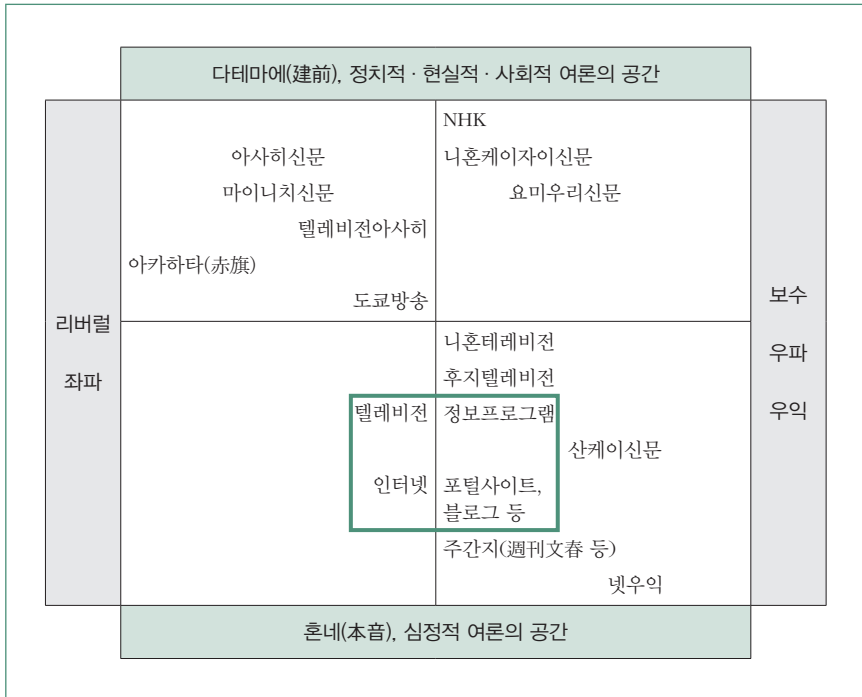 다테마에(建前), 정치적 · 현실적 · 사회적 여론의 공간
리버럴
좌파
아사히신문
마이니치신문
텔레비전아사히
아카하타(赤旗)
도쿄방송
NHK
니혼케이자이신문
요미우리신문
니혼테레비전
후지텔레비전
텔레비전 정보프로그램
산케이신문
인터넷 포털사이트,
블로그 등
주간지(週刊文春 등)
넷우익
보수
우파
우익
혼네(本音), 심정적 여론의 공간